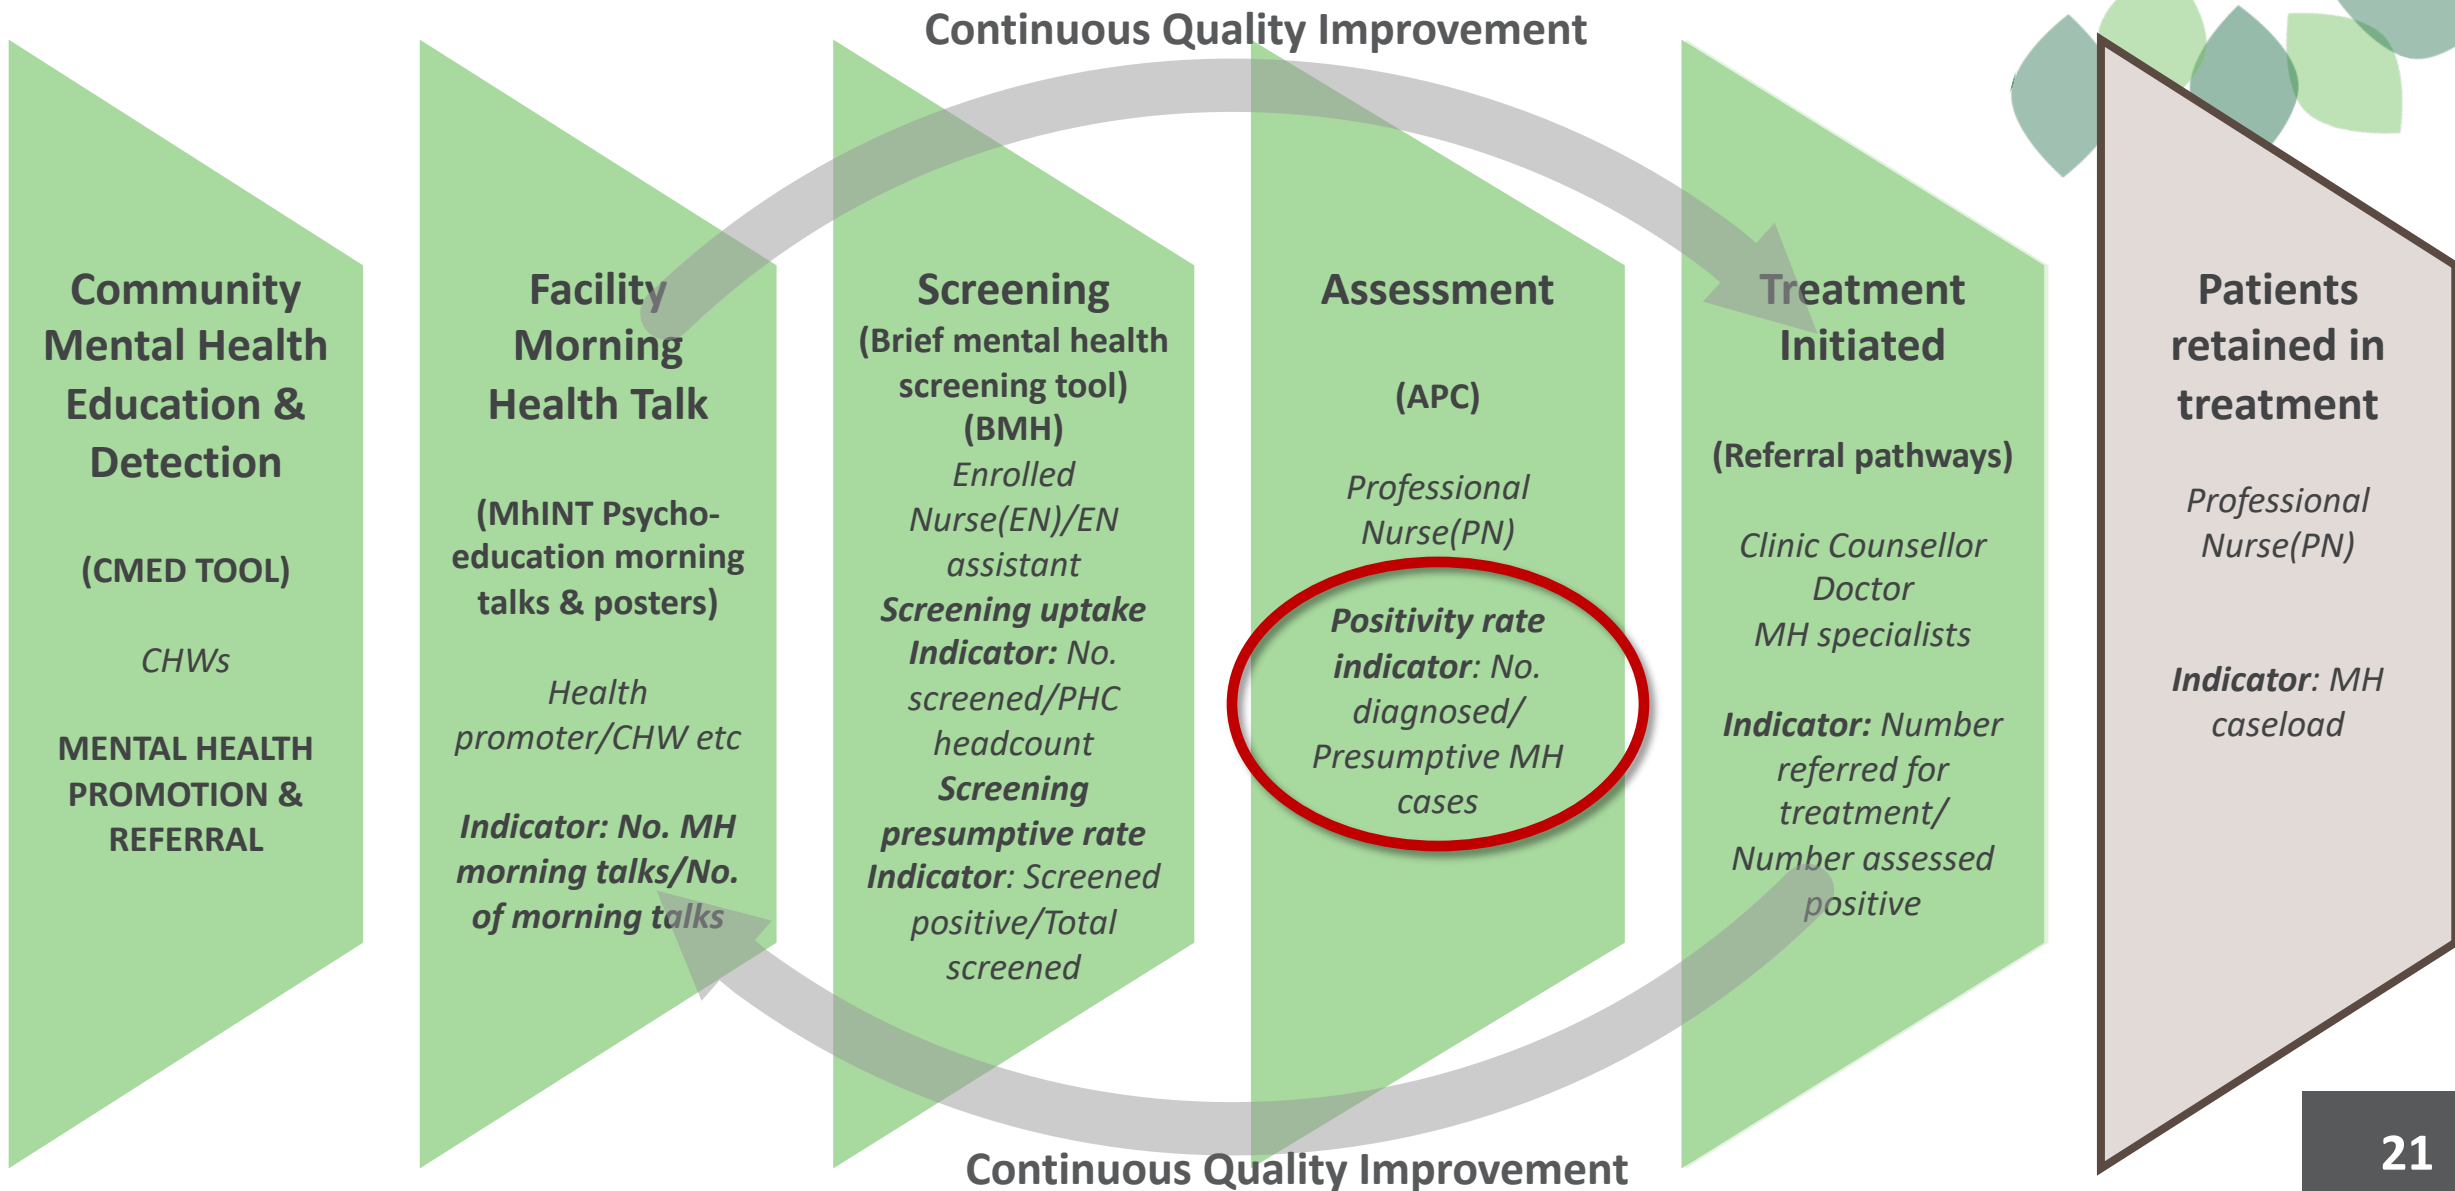 Continuous Quality Improvement
Community
Mental Health
Education &
Detection
(CMED TOOL)
CHWs
MENTAL HEALTH
PROMOTION &
REFERRAL
Facility
Morning
Health Talk
(MhINT Psycho-
education morning
talks & posters)
Health
promoter/CHW etc
Indicator: No. MH
morning talks/No.
of morning talks
Screening
(Brief mental health
screening tool)
(BMH)
Enrolled
Nurse(EN)/EN
assistant
Screening uptake
Indicator: No.
screened/PHC
headcount
Screening
presumptive rate
Indicator: Screened
positive/Total
screened
Assessment
(APC)
Professional
Nurse(PN)
Positivity rate
indicator: No.
diagnosed/
Presumptive MH
cases
Treatment
Initiated
(Referral pathways)
Clinic Counsellor
Doctor
MH specialists
Indicator: Number
referred for
treatment/
Number assessed
positive
Patients
retained in
treatment
Professional
Nurse(PN)
Indicator: MH
caseload
Continuous Quality Improvement
21